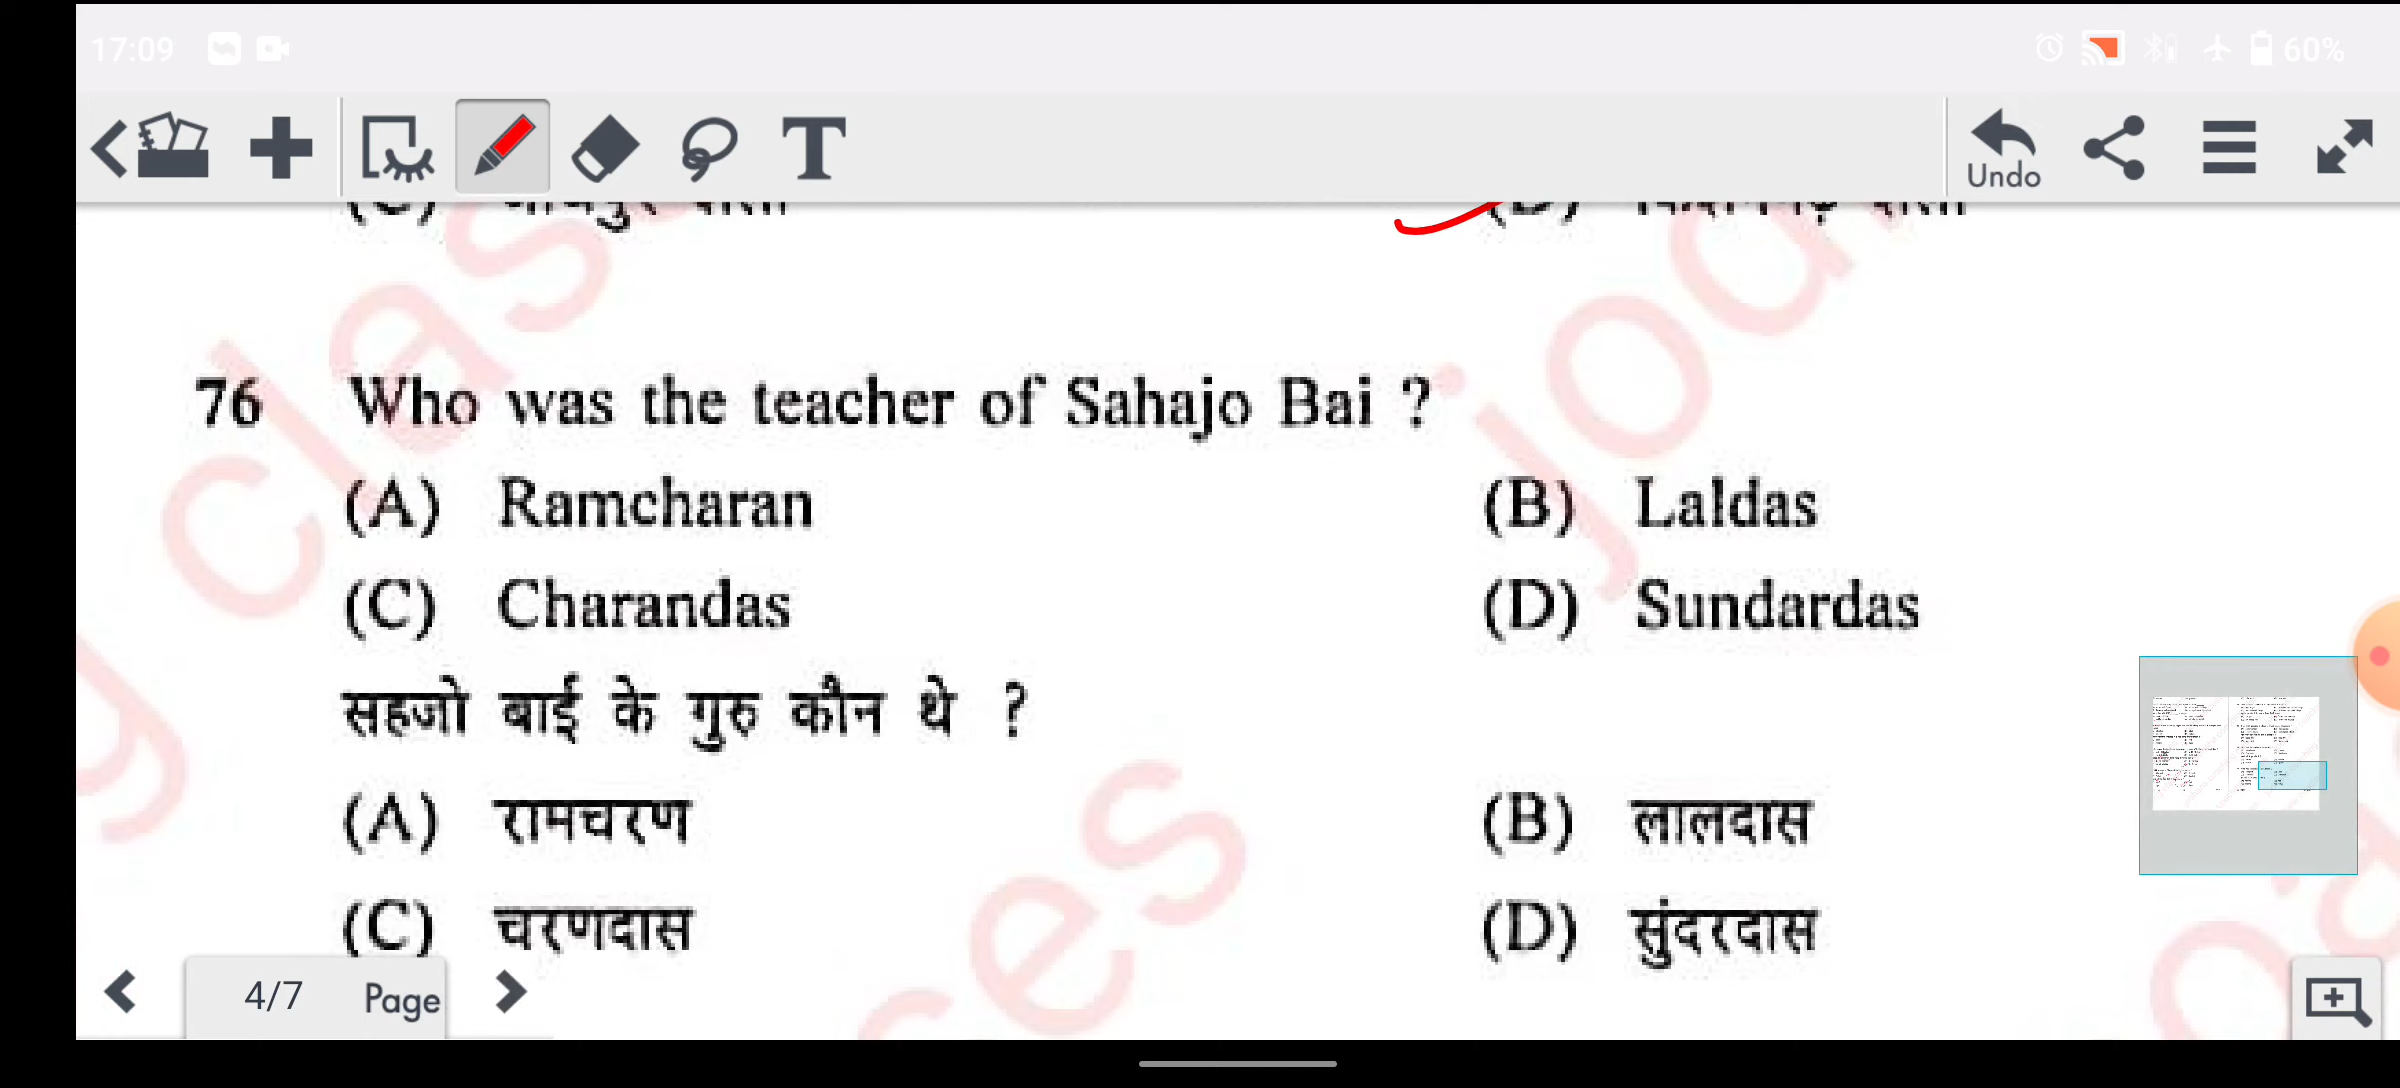 17:09
60%
T
Undo
76 Who was the teacher of Sahajo Bai ?
(A) Ramcharan (B) Laldas
(C) Charandas (D) Sundardas
सहजो बाई के गुरु कौन थे ?
(A) रामचरण (B) लालदास
(C) चरणदास (D) सुंदरदास
4/7 Page